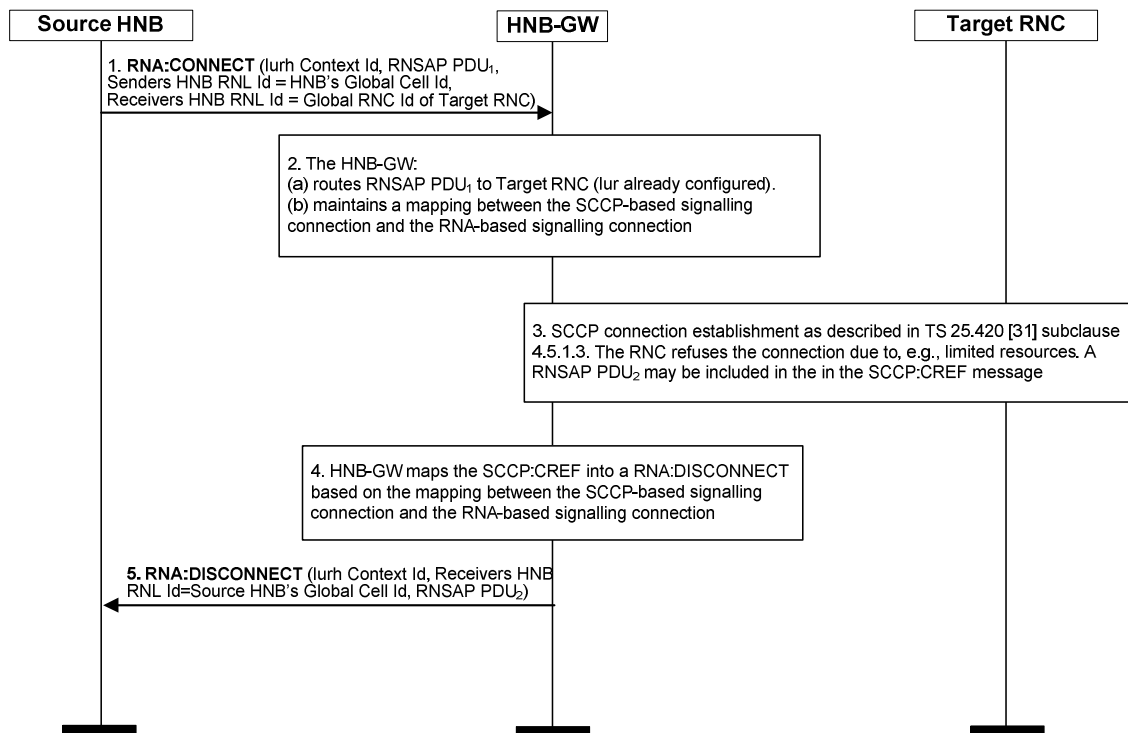 Source HNB
HNB-GW
Target RNC
1. RNA:CONNECT (Iurh Context Id, RNSAP PDU₁,
Senders HNB RNL Id = HNB's Global Cell Id,
Receivers HNB RNL Id = Global RNC Id of Target RNC)
2. The HNB-GW:
(a) routes RNSAP PDU₁ to Target RNC (Iur already configured).
(b) maintains a mapping between the SCCP-based signalling
connection and the RNA-based signalling connection
3. SCCP connection establishment as described in TS 25.420 [31] subclause
4.5.1.3. The RNC refuses the connection due to, e.g., limited resources. A
RNSAP PDU₂ may be included in the in the SCCP:CREF message
4. HNB-GW maps the SCCP:CREF into a RNA:DISCONNECT
based on the mapping between the SCCP-based signalling
connection and the RNA-based signalling connection
5. RNA:DISCONNECT (Iurh Context Id, Receivers HNB
RNL Id=Source HNB's Global Cell Id, RNSAP PDU₂)